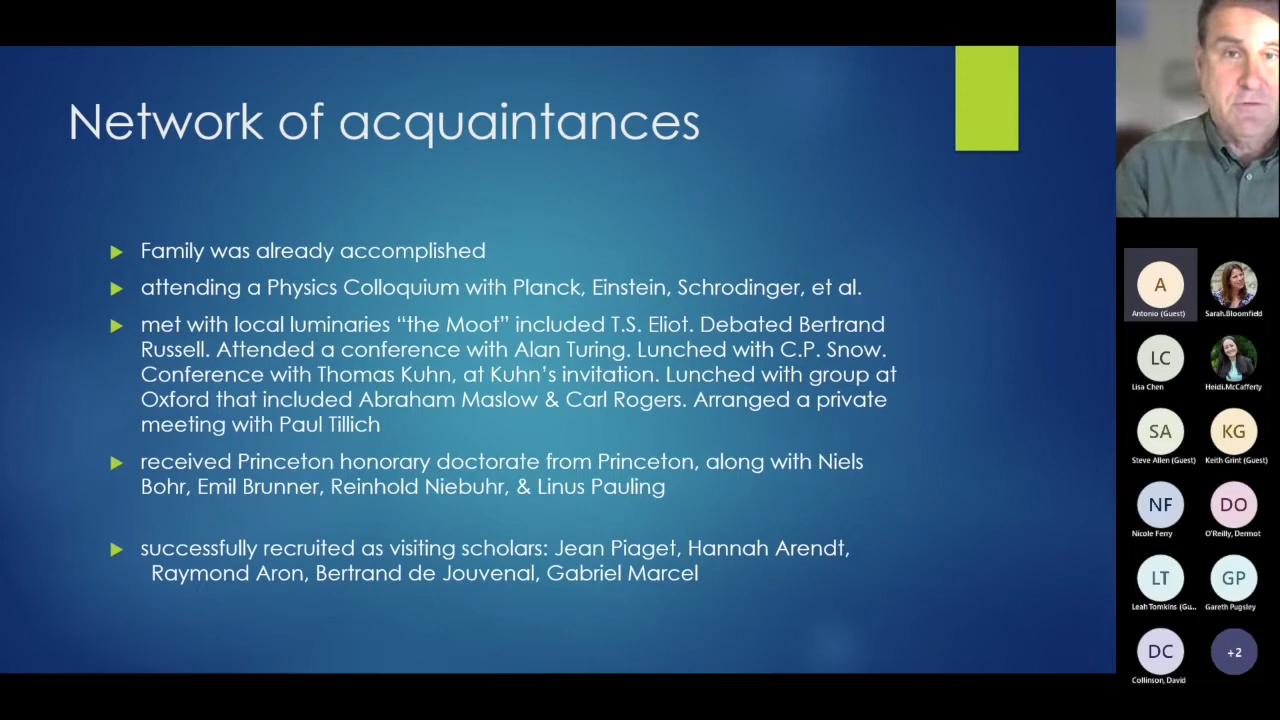 Network of acquaintances
Family was already accomplished
attending a Physics Colloquium with Planck, Einstein, Schrodinger, et al.
met with local luminaries “the Moot” included T.S. Eliot. Debated Bertrand
Russell. Attended a conference with Alan Turing. Lunched with C.P. Snow.
Conference with Thomas Kuhn, at Kuhn’s invitation. Lunched with group at
Oxford that included Abraham Maslow & Carl Rogers. Arranged a private
meeting with Paul Tillich
received Princeton honorary doctorate from Princeton, along with Niels
Bohr, Emil Brunner, Reinhold Niebuhr, & Linus Pauling
successfully recruited as visiting scholars: Jean Piaget, Hannah Arendt,
Raymond Aron, Bertrand de Jouvenal, Gabriel Marcel
A
Antonio (Guest)
Sarah.Bloomfield
LC
Lisa Chen
Heidi.McCafferty
SA
Steve Allen (Guest)
KG
Keith Grint (Guest)
NF
Nicole Ferry
DO
O'Reilly, Dermot
LT
Leah Tomkins (Gu...
GP
Gareth Pugsley
DC
Collinson, David
+2